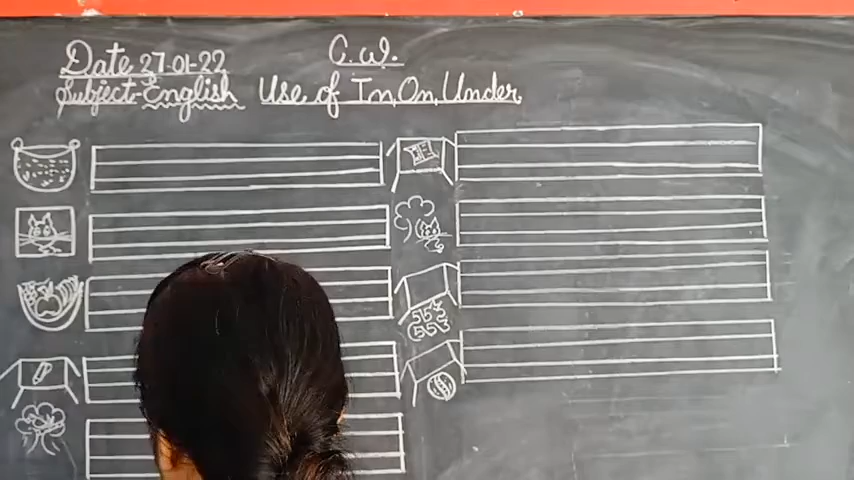 C.W.
Date 27-01-22
Subject-English Use of In, On, Under.